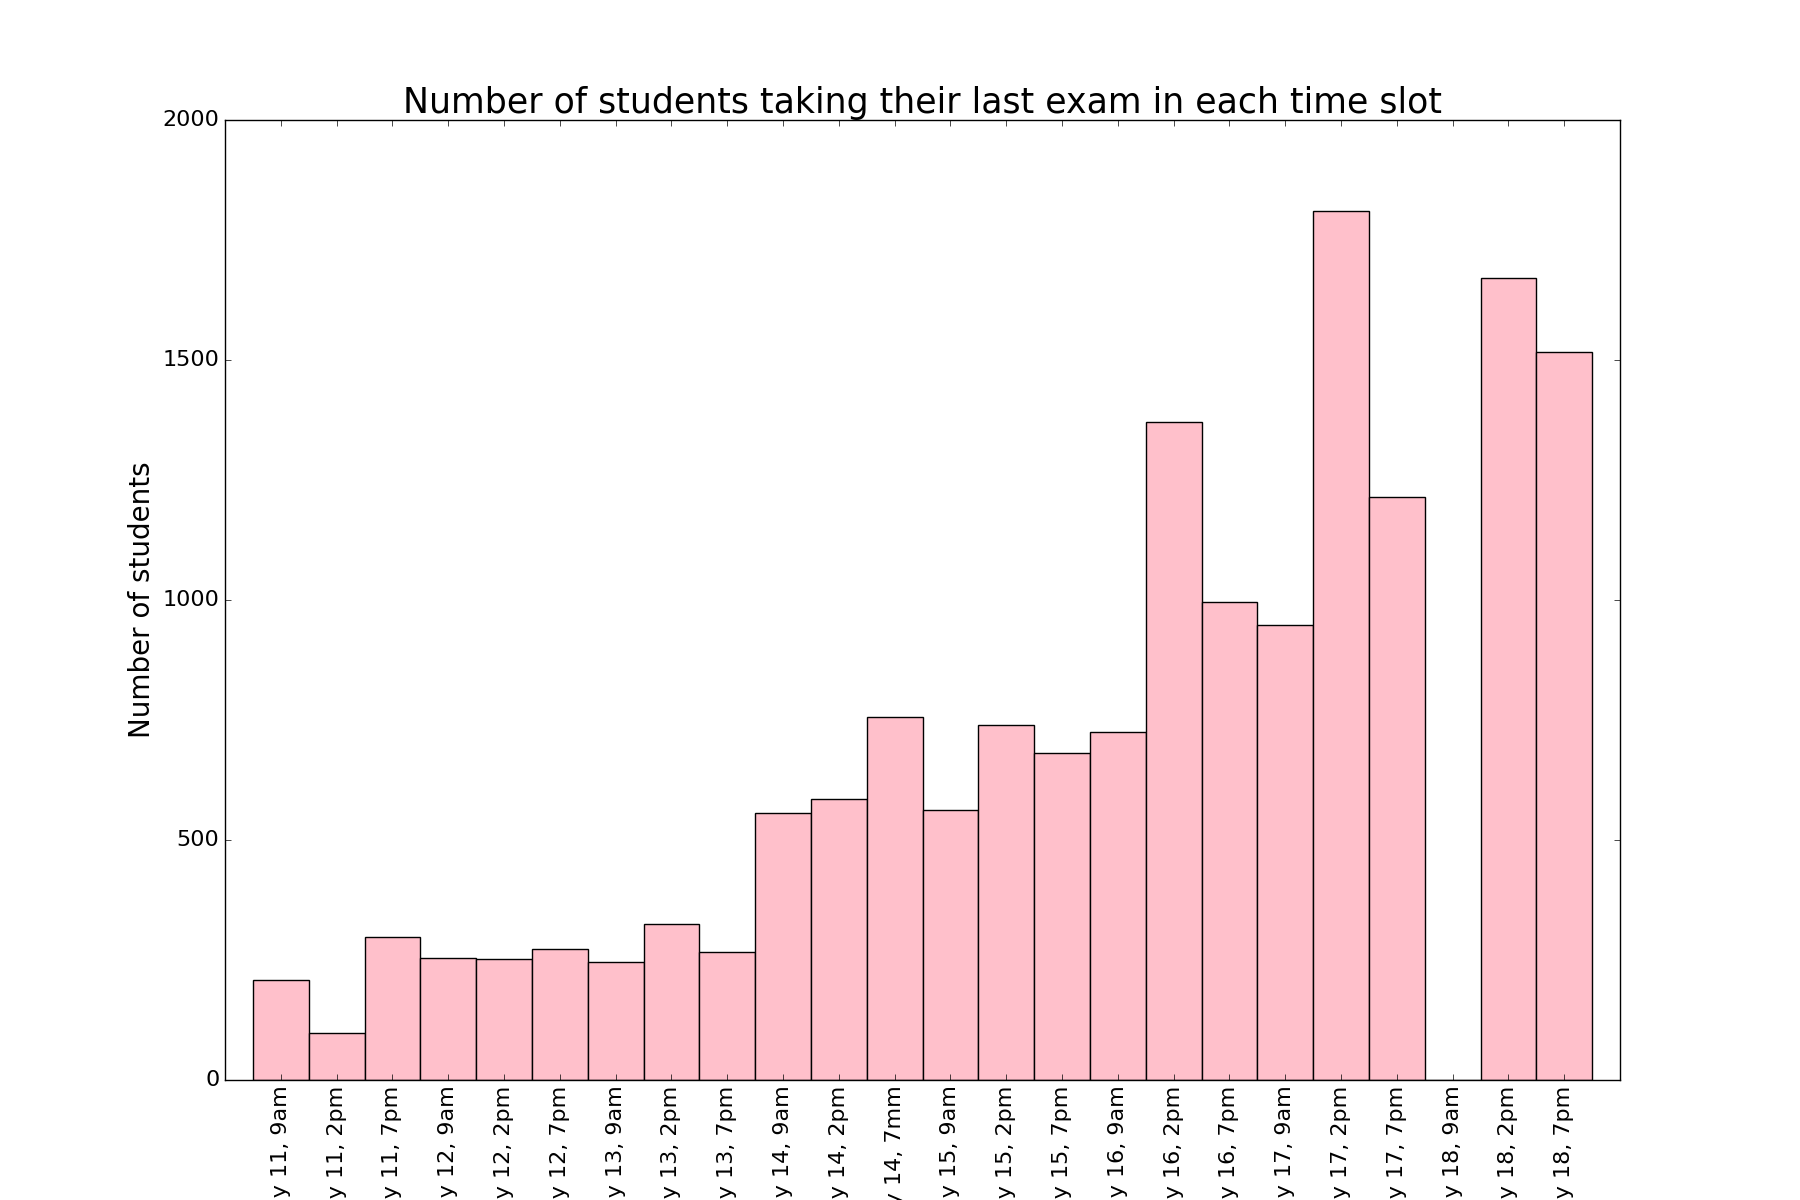 Number of students taking their last exam in each time slot
Number of students
2000
1500
1000
500
0
y 11, 9am
y 11, 2pm
y 11, 7pm
y 12, 9am
y 12, 2pm
y 12, 7pm
y 13, 9am
y 13, 2pm
y 13, 7pm
y 14, 9am
y 14, 2pm
y 14, 7mm
y 15, 9am
y 15, 2pm
y 15, 7pm
y 16, 9am
y 16, 2pm
y 16, 7pm
y 17, 9am
y 17, 2pm
y 17, 7pm
y 18, 9am
y 18, 2pm
y 18, 7pm